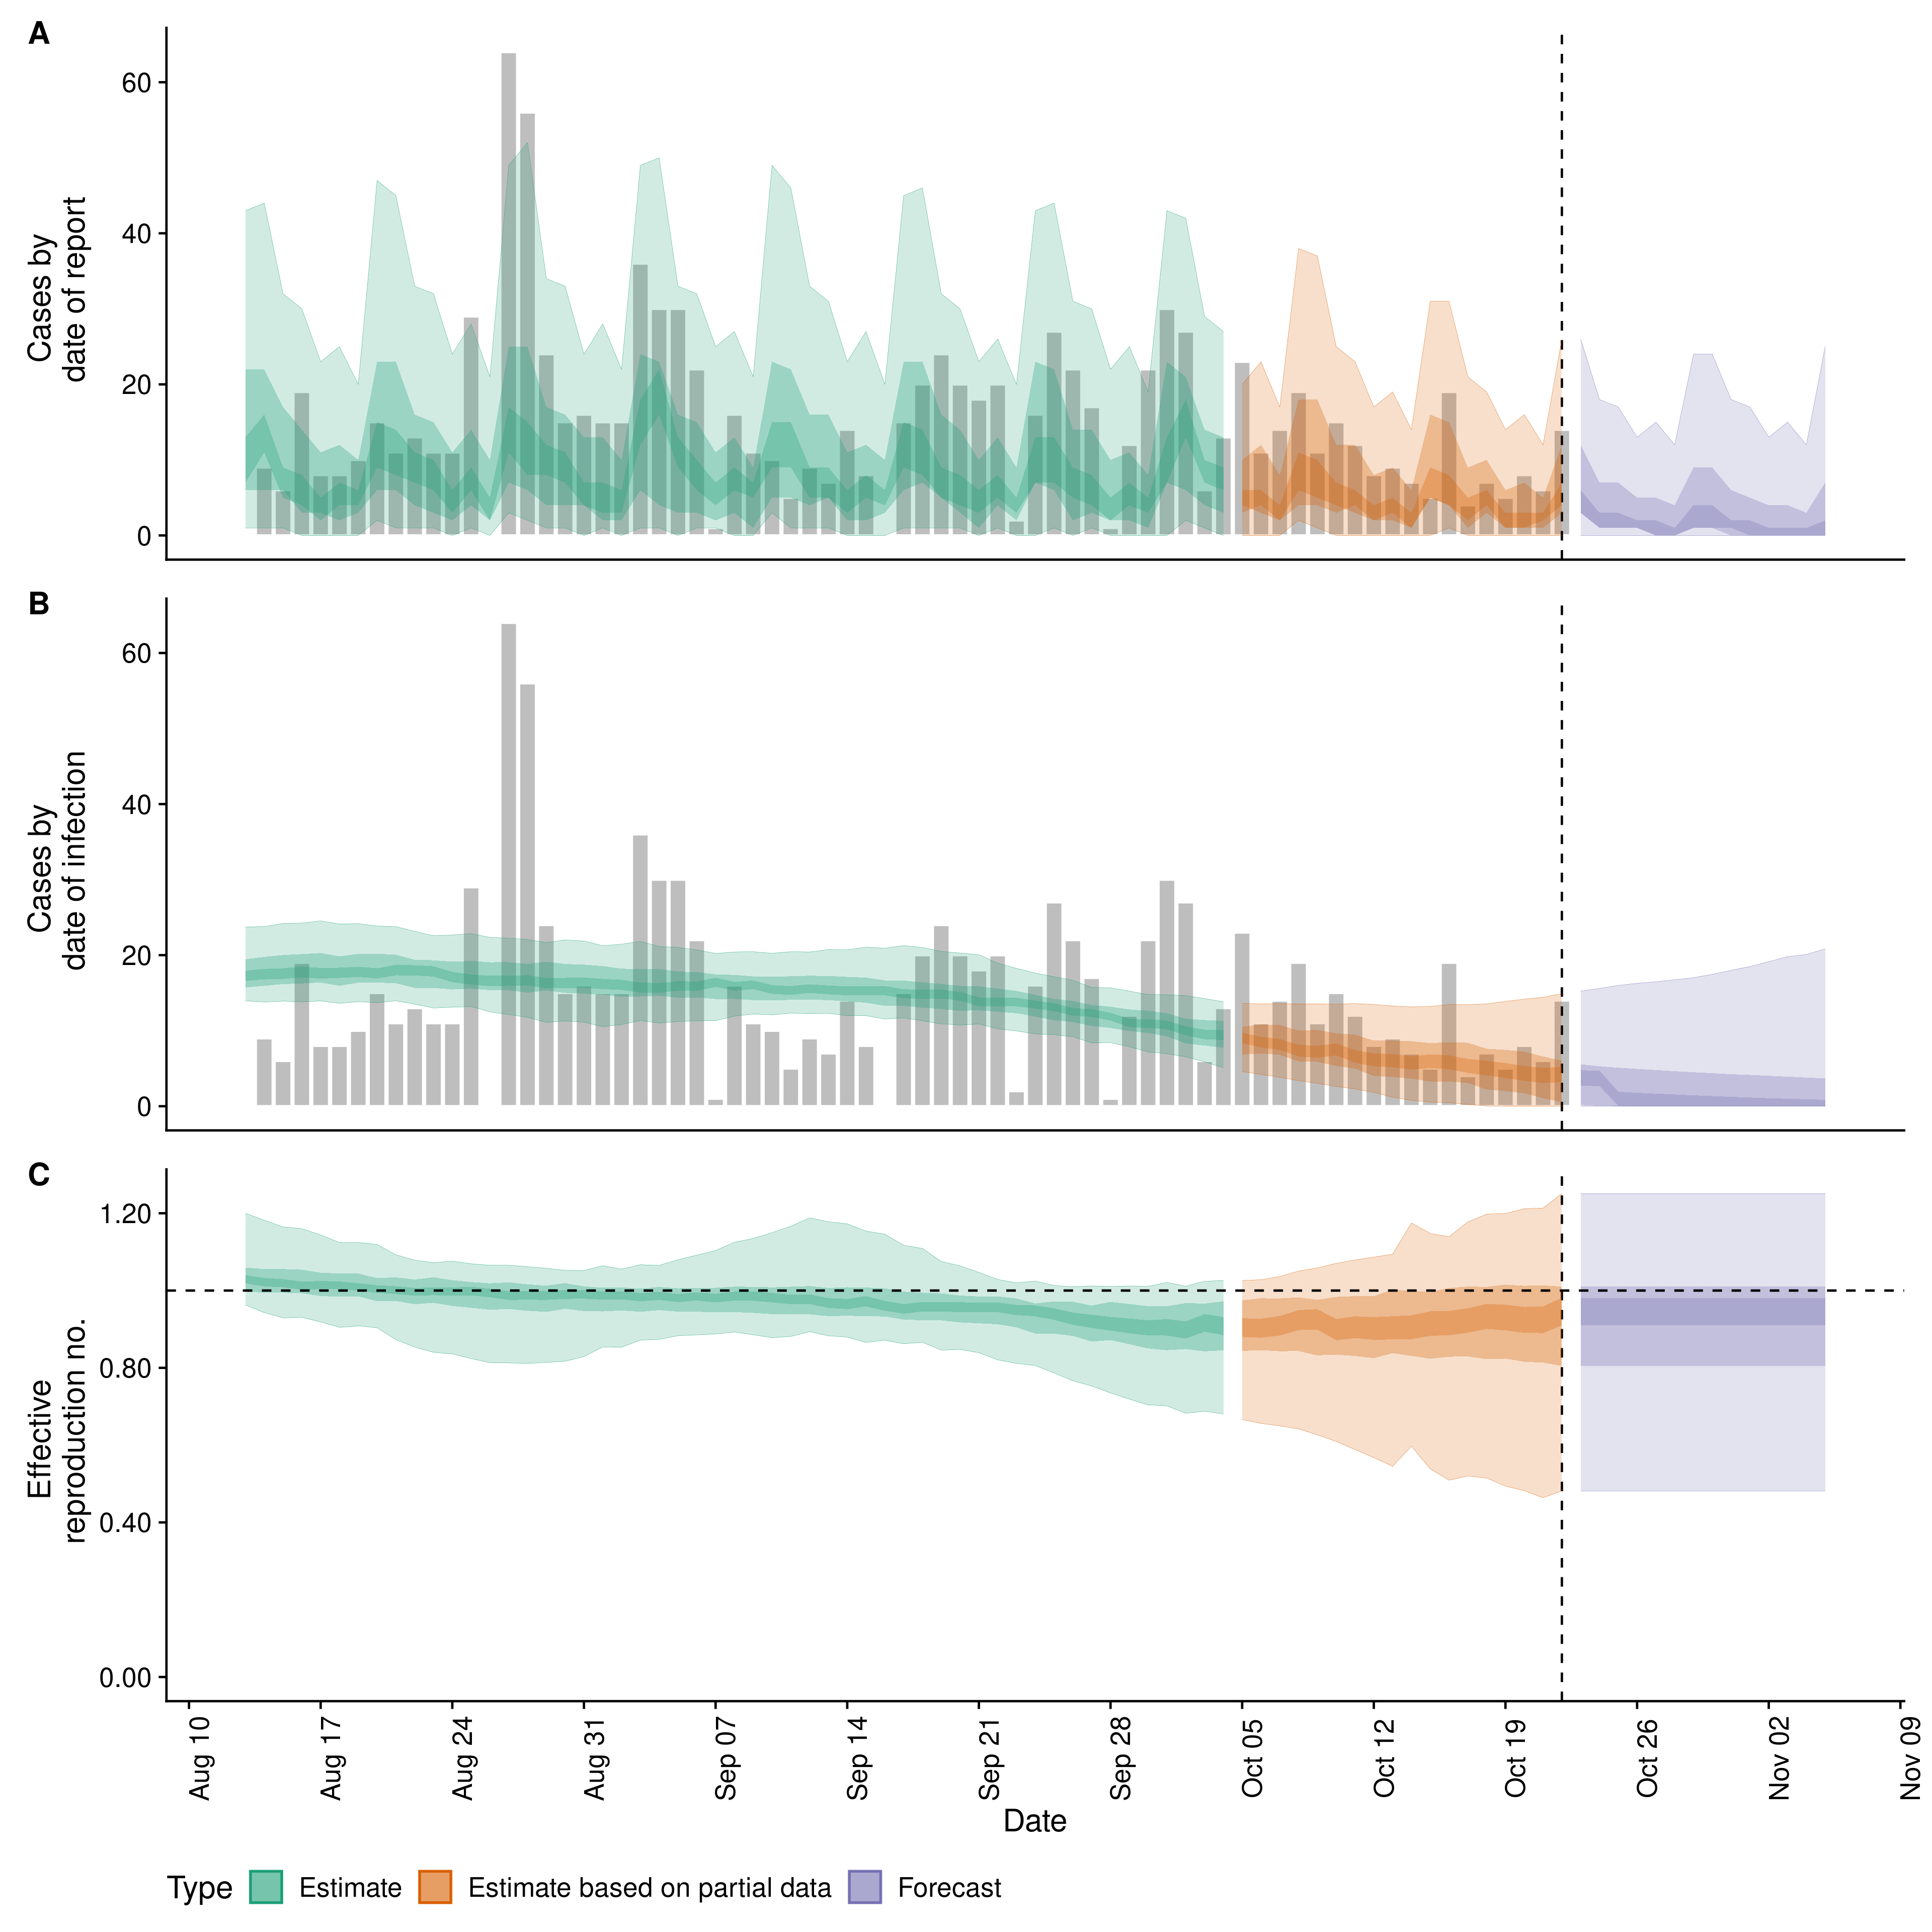 A
60
40
20
0
Cases by
date of report
B
60
40
20
0
Cases by
date of infection
C
1.20
0.80
0.40
0.00
Effective
reproduction no.
Aug 10
Aug 17
Aug 24
Aug 31
Sep 07
Sep 14
Sep 21
Sep 28
Oct 05
Oct 12
Oct 19
Oct 26
Nov 02
Nov 09
Date
Type Estimate Estimate based on partial data Forecast